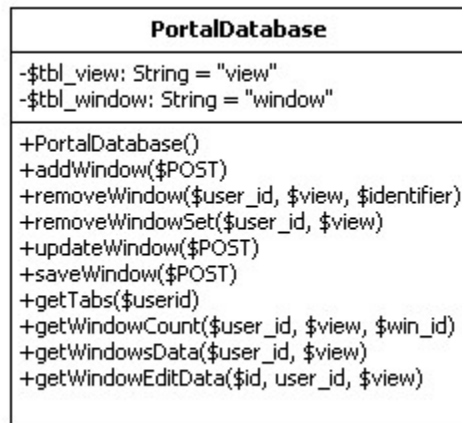 PortalDatabase
-$tbl_view: String = "view"
-$tbl_window: String = "window"
+PortalDatabase()
+addWindow($POST)
+removeWindow($user_id, $view, $identifier)
+removeWindowSet($user_id, $view)
+updateWindow($POST)
+saveWindow($POST)
+getTabs($userid)
+getWindowCount($user_id, $view, $win_id)
+getWindowsData($user_id, $view)
+getWindowEditData($id, user_id, $view)